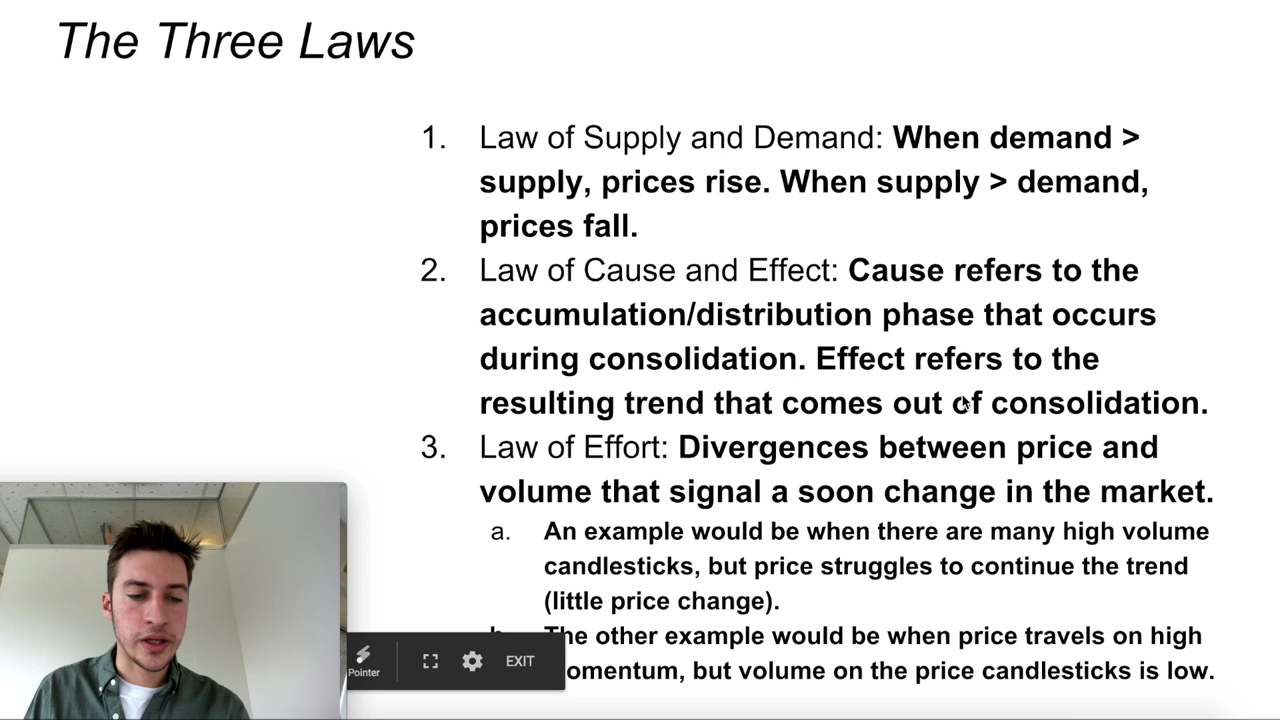 The Three Laws
1. Law of Supply and Demand: When demand >
supply, prices rise. When supply > demand,
prices fall.
2. Law of Cause and Effect: Cause refers to the
accumulation/distribution phase that occurs
during consolidation. Effect refers to the
resulting trend that comes out of consolidation.
3. Law of Effort: Divergences between price and
volume that signal a soon change in the market.
a. An example would be when there are many high volume
candlesticks, but price struggles to continue the trend
(little price change).
The other example would be when price travels on high
omentum, but volume on the price candlesticks is low.
Pointer
EXIT